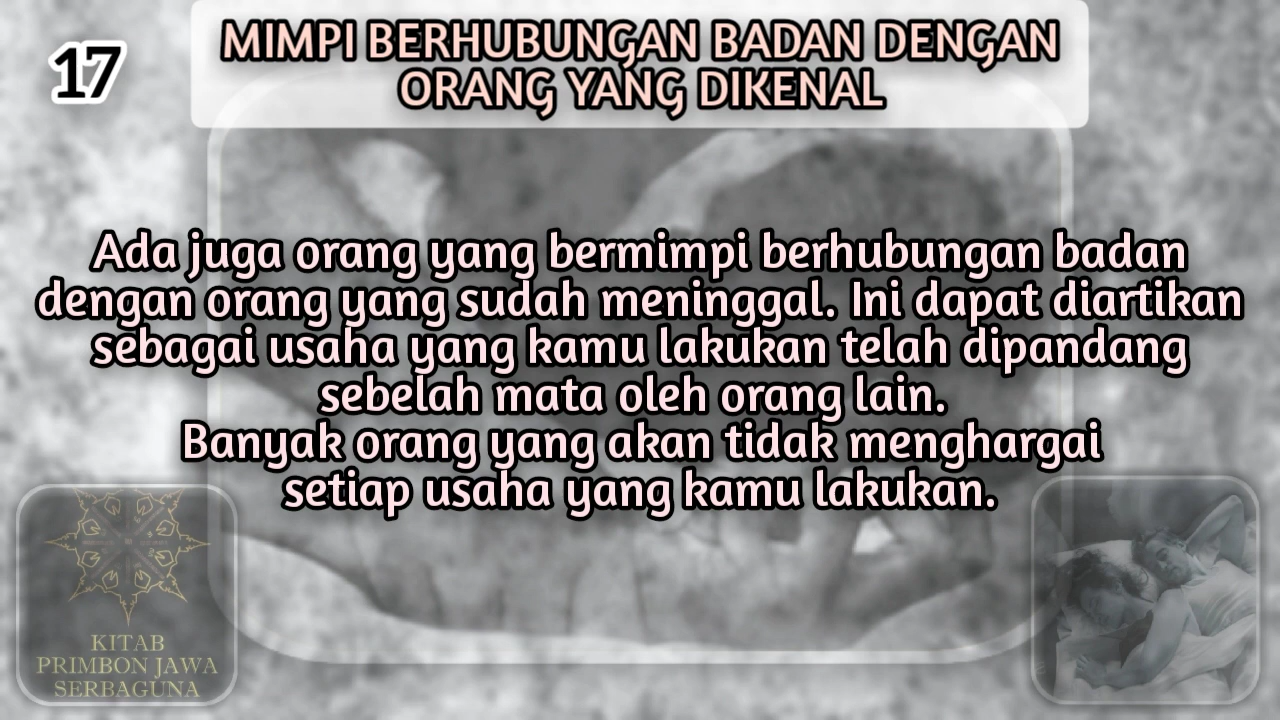 17
MIMPI BERHUBUNGAN BADAN DENGAN
ORANG YANG DIKENAL
Ada juga orang yang bermimpi berhubungan badan
dengan orang yang sudah meninggal. Ini dapat diartikan
sebagai usaha yang kamu lakukan telah dipandang
sebelah mata oleh orang lain.
Banyak orang yang akan tidak menghargai
setiap usaha yang kamu lakukan.
KITAB
PRIMBON JAWA
SERBAGUNA